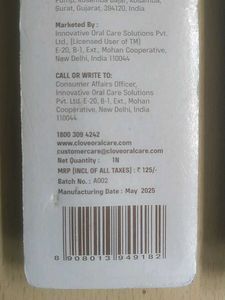 Surat, Gujarat, 394120, India
Marketed By :
Innovative Oral Care Solutions Pvt.
Ltd., [Licensed User of TM]
E-20, B-1, Ext., Mohan Cooperative,
New Delhi, India 110044
CALL OR WRITE TO:
Consumer Affairs Officer,
Innovative Oral Care Solutions
Pvt. Ltd. E-20, B-1, Ext., Mohan
Cooperative, New Delhi, India
110044
1800 309 4242
www.cloveoralcare.com
customercare@cloveoralcare.com
Net Quantity : 1N
MRP [INCL OF ALL TAXES] : ₹ 125/-
Batch No. : A002
Manufacturing Date : May 2025
8 908013 949182